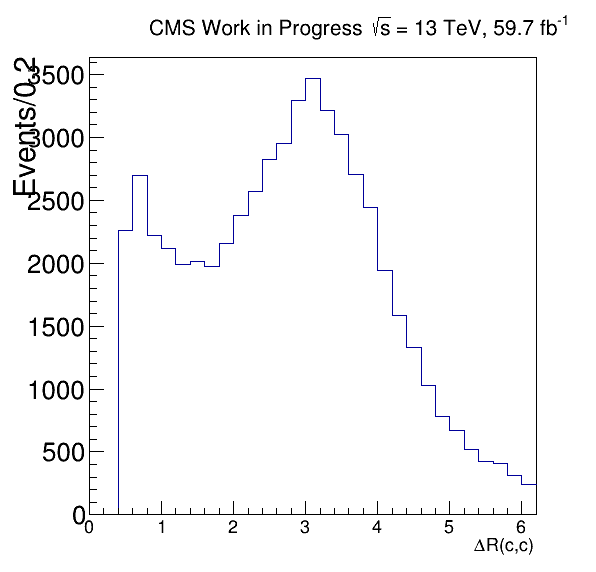 CMS Work in Progress √s = 13 TeV, 59.7 fb⁻¹
Events/0.2
3500
3000
2500
2000
1500
1000
500
0
0 1 2 3 4 5 6
ΔR(c,c)